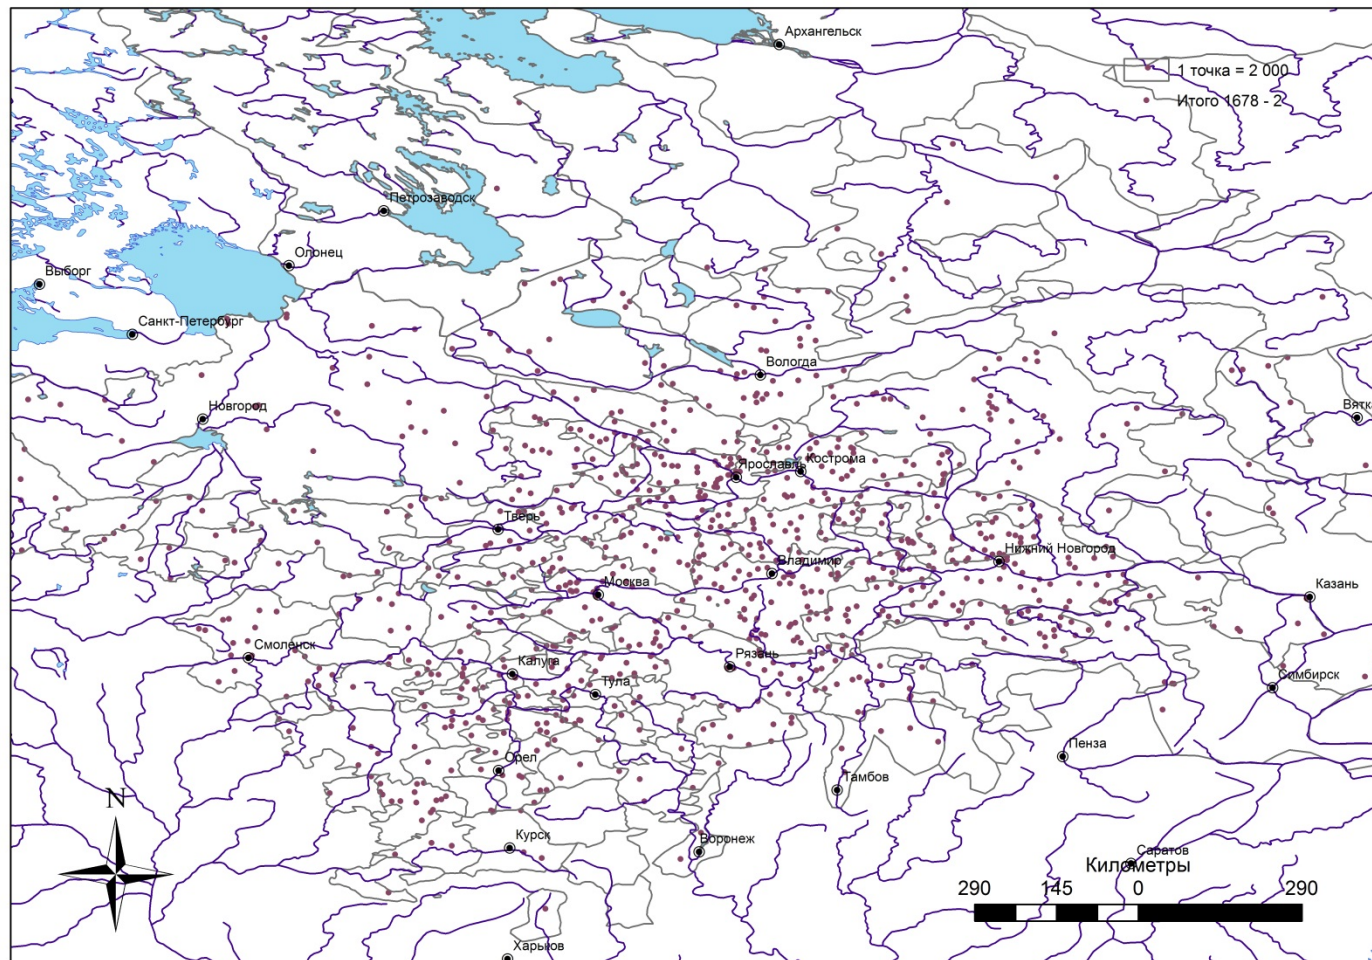 Архангельск
1 точка = 2 000
Итого 1678 - 2
Петрозаводск
Олонец
Выборг
Санкт-Петербург
Вологда
Новгород
Вятка
Ярославль
Кострома
Тверь
Нижний Новгород
Владимир
Москва
Казань
Смоленск
Калуга
Рязань
Тула
Симбирск
Орел
Пенза
Тамбов
N
Курск
Воронеж
Саратов
Километры
290 145 0 290
Харьков